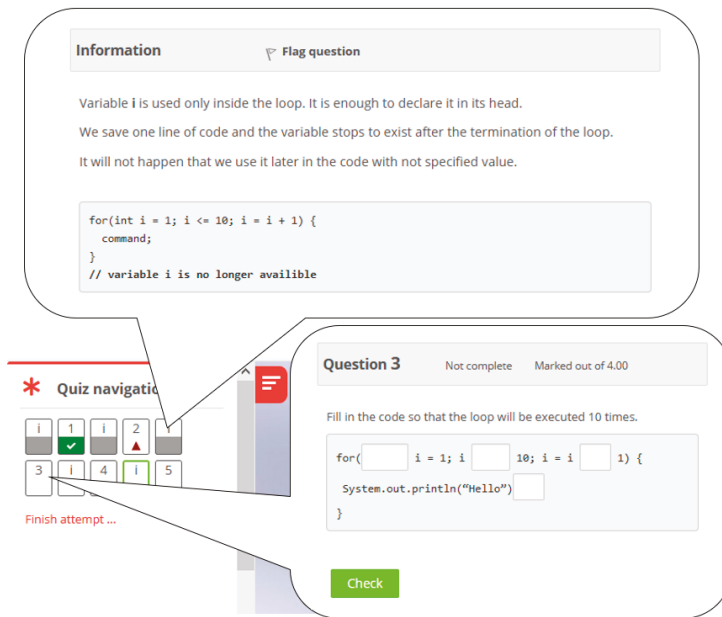 Information
Flag question
Variable i is used only inside the loop. It is enough to declare it in its head.
We save one line of code and the variable stops to exist after the termination of the loop.
It will not happen that we use it later in the code with not specified value.
for(int i = 1; i <= 10; i = i + 1) {
command;
}
// variable i is no longer availible
Quiz navigatio
i 1 i 2 i
3 i 4 i 5
Finish attempt ...
Question 3 Not complete Marked out of 4.00
Fill in the code so that the loop will be executed 10 times.
for( i = 1; i 10; i = i 1) {
System.out.println(“Hello”)
}
Check